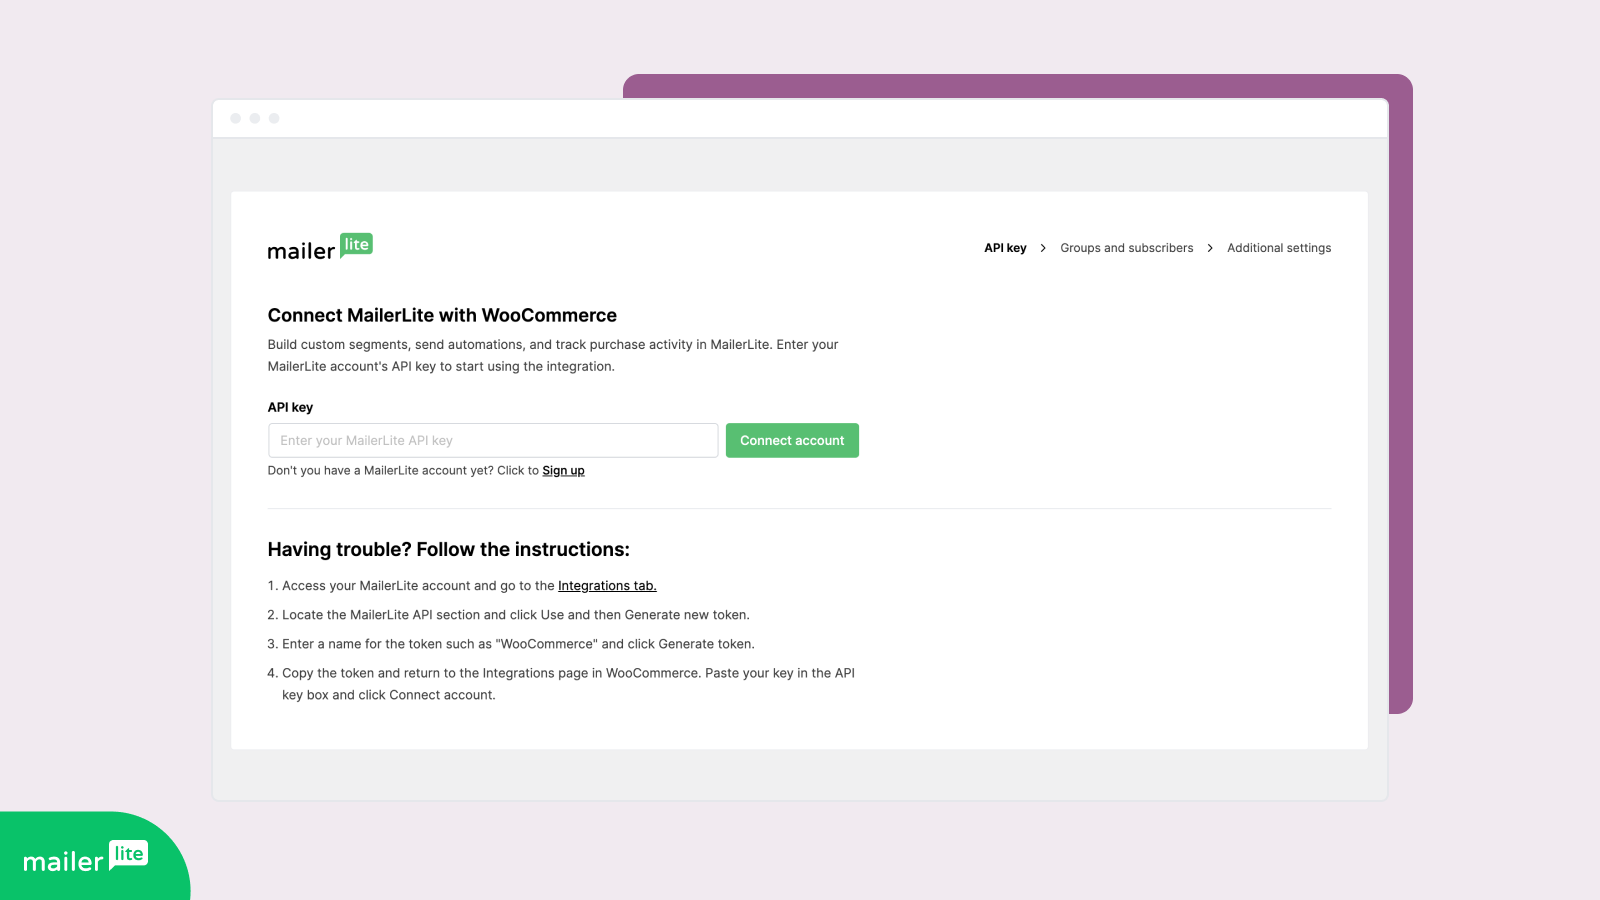 mailer lite
API key > Groups and subscribers > Additional settings
Connect MailerLite with WooCommerce
Build custom segments, send automations, and track purchase activity in MailerLite. Enter your
MailerLite account's API key to start using the integration.
API key
Enter your MailerLite API key
Connect account
Don't you have a MailerLite account yet? Click to Sign up
Having trouble? Follow the instructions:
1. Access your MailerLite account and go to the Integrations tab.
2. Locate the MailerLite API section and click Use and then Generate new token.
3. Enter a name for the token such as "WooCommerce" and click Generate token.
4. Copy the token and return to the Integrations page in WooCommerce. Paste your key in the API
key box and click Connect account.
mailer lite